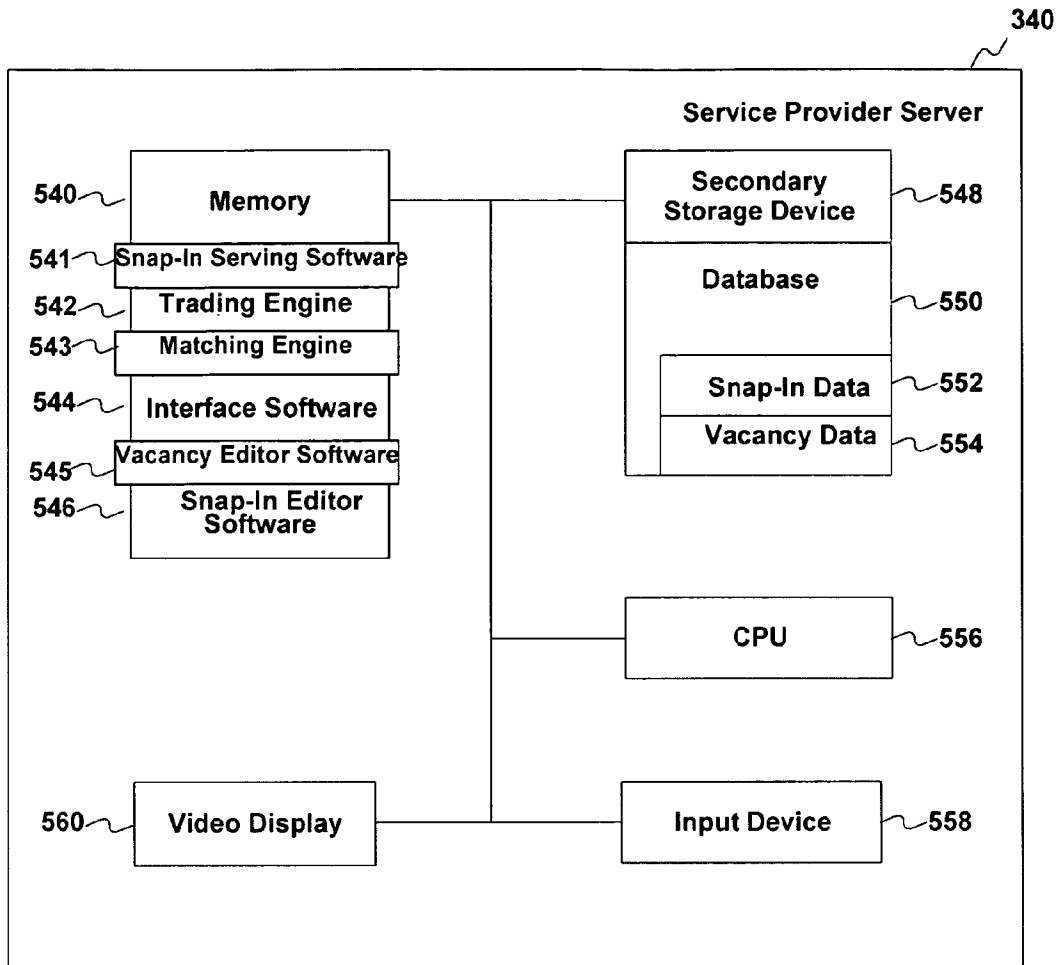 340
Service Provider Server
540
Memory
541
Snap-In Serving Software
542
Trading Engine
543
Matching Engine
544
Interface Software
545
Vacancy Editor Software
546
Snap-In Editor
Software
Secondary
Storage Device
548
Database
550
Snap-In Data
552
Vacancy Data
554
CPU
556
560
Video Display
Input Device
558